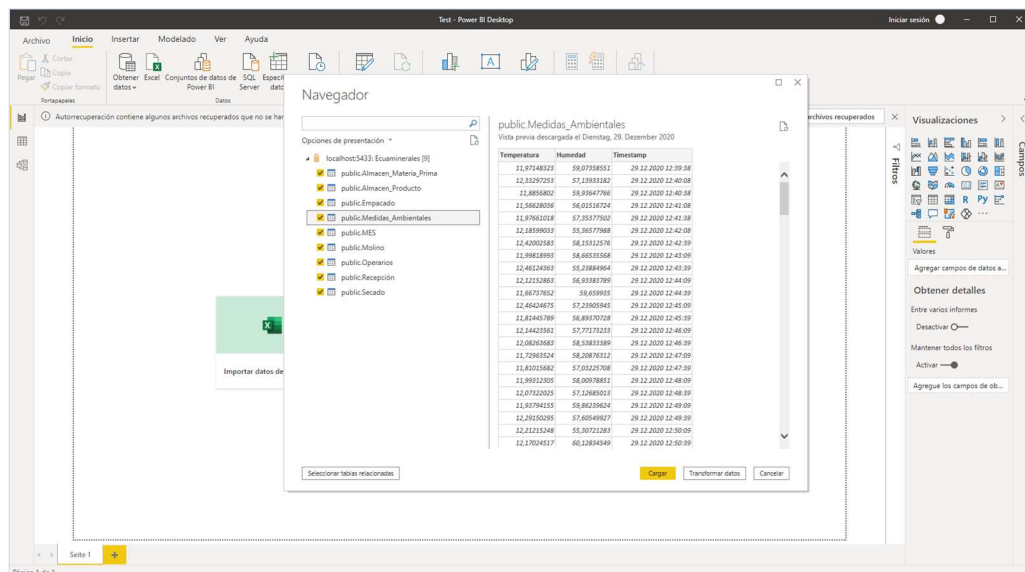 Test - Power BI Desktop
Iniciar sesión
Archivo Inicio Insertar Modelado Ver Ayuda
Pegar
Cortar
Copia
Copiar formato
Portapapeles
Obtener datos
Excel
Conjuntos de datos de Power BI
SQL Server
Datos
Autorrecuperación contiene algunos archivos recuperados que no se
archivos recuperados
Navegador
Opciones de presentación
localhost:5433: Ecuaminerales [9]
public.Almacen_Materia_Prima
public.Almacen_Producto
public.Empacado
public.Medidas_Ambientales
public.MES
public.Molino
public.Operarios
public.Recepción
public.Secado
Seleccionar tablas relacionadas
public.Medidas_Ambientales
Vista previa descargada el Dienstag, 29. Dezember 2020
Temperatura Humedad Timestamp
11,97148323 59,07358551 29.12.2020 12:39:38
12,33297253 57,13933182 29.12.2020 12:40:08
11,8856802 59,93647766 29.12.2020 12:40:38
11,56628036 56,01516724 29.12.2020 12:41:08
11,97661018 57,35377502 29.12.2020 12:41:38
12,18599033 55,36577988 29.12.2020 12:42:08
12,42002583 58,15312576 29.12.2020 12:42:39
11,99818993 58,66535568 29.12.2020 12:43:09
12,46124363 55,23884964 29.12.2020 12:43:39
12,12152863 56,93383789 29.12.2020 12:44:09
11,66737652 59,659935 29.12.2020 12:44:39
12,46424675 57,23905945 29.12.2020 12:45:09
11,81445789 56,89370728 29.12.2020 12:45:39
12,14423561 57,77173233 29.12.2020 12:46:09
12,08263683 58,53833389 29.12.2020 12:46:39
11,72963524 58,20876312 29.12.2020 12:47:09
11,81015682 57,03225708 29.12.2020 12:47:39
11,99312305 58,00978851 29.12.2020 12:48:09
12,07322025 57,12685013 29.12.2020 12:48:39
11,93794155 59,86239624 29.12.2020 12:49:09
12,29150295 57,60549927 29.12.2020 12:49:39
12,21215248 55,30721283 29.12.2020 12:50:09
12,17024517 60,12834549 29.12.2020 12:50:39
Cargar
Transformar datos
Cancelar
Importar datos de
Filtros
Visualizaciones
Campos
R Py
Valores
Agregar campos de datos a...
Obtener detalles
Entre varios informes
Desactivar
Mantener todos los filtros
Activar
Agregue los campos de ob...
Seite 1
Página 1 de 1